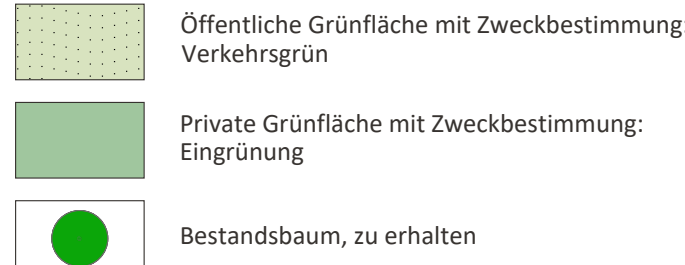 Öffentliche Grünfläche mit Zweckbestimmung:
Verkehrsgrün
Private Grünfläche mit Zweckbestimmung:
Eingrünung
Bestandsbaum, zu erhalten